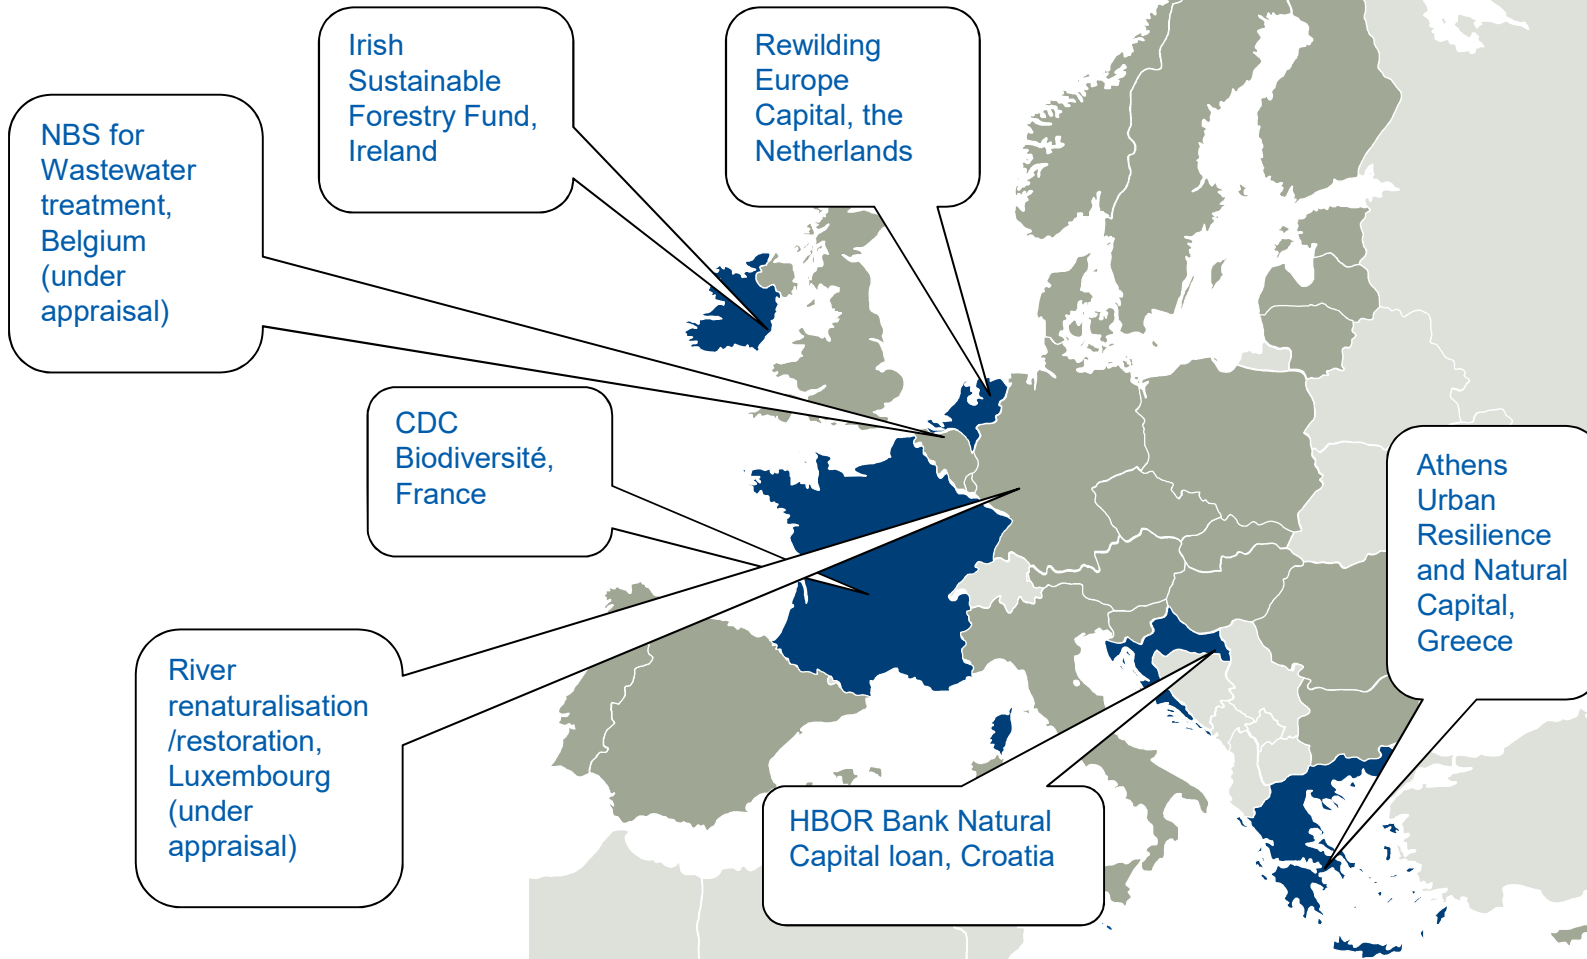 Irish
Sustainable
Forestry Fund,
Ireland
Rewilding
Europe
Capital, the
Netherlands
NBS for
Wastewater
treatment,
Belgium
(under
appraisal)
CDC
Biodiversité,
France
Athens
Urban
Resilience
and Natural
Capital,
Greece
River
renaturalisation
/restoration,
Luxembourg
(under
appraisal)
HBOR Bank Natural
Capital loan, Croatia